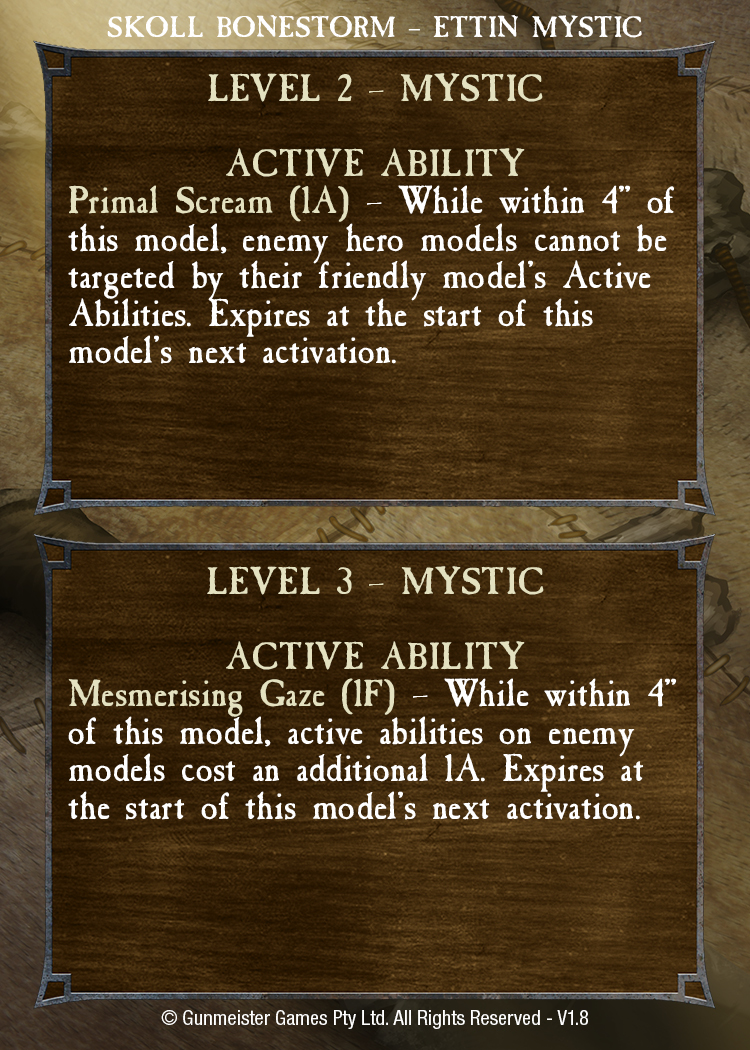 SKOLL BONESTORM – ETTIN MYSTIC
LEVEL 2 – MYSTIC
ACTIVE ABILITY
Primal Scream (1A) – While within 4” of
this model, enemy hero models cannot be
targeted by their friendly model’s Active
Abilities. Expires at the start of this
model’s next activation.
LEVEL 3 – MYSTIC
ACTIVE ABILITY
Mesmerising Gaze (1F) – While within 4”
of this model, active abilities on enemy
models cost an additional 1A. Expires at
the start of this model’s next activation.
© Gunmeister Games Pty Ltd. All Rights Reserved - V1.8